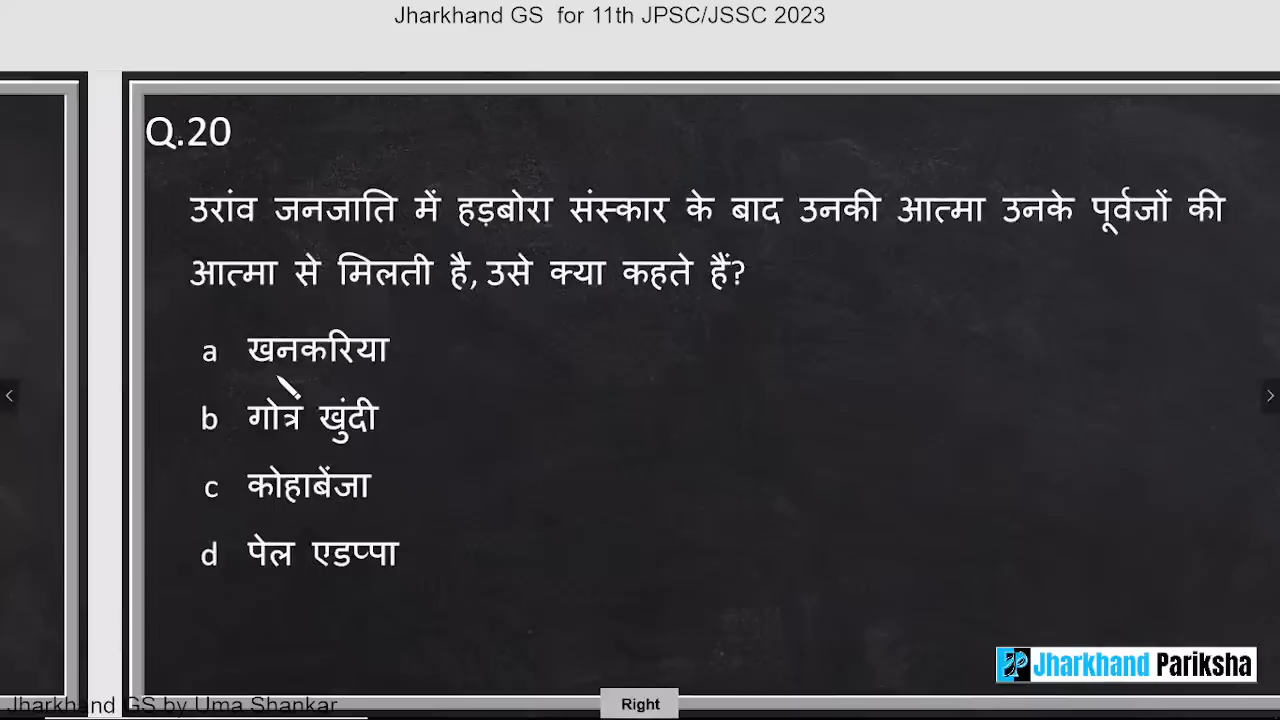 Jharkhand GS for 11th JPSC/JSSC 2023
Q.20
उरांव जनजाति में हड़बोरा संस्कार के बाद उनकी आत्मा उनके पूर्वजों की
आत्मा से मिलती है, उसे क्या कहते हैं?
a खनकरिया
b गोत्र खुंदी
c कोहाबेंजा
d पेल एडप्पा
Jharkhand Pariksha
Jharkhand GS by Uma Shankar
Right